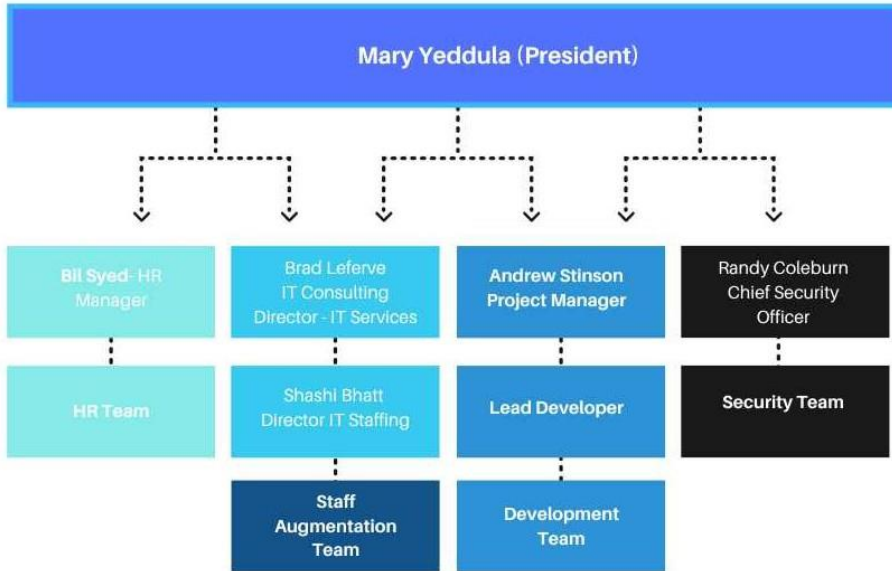 Mary Yeddula (President)
Bil Syed- HR
Manager
Brad Leferve
IT Consulting
Director - IT Services
Andrew Stinson
Project Manager
Randy Coleburn
Chief Security
Officer
HR Team
Shashi Bhatt
Director IT Staffing
Lead Developer
Security Team
Staff
Augmentation
Team
Development
Team